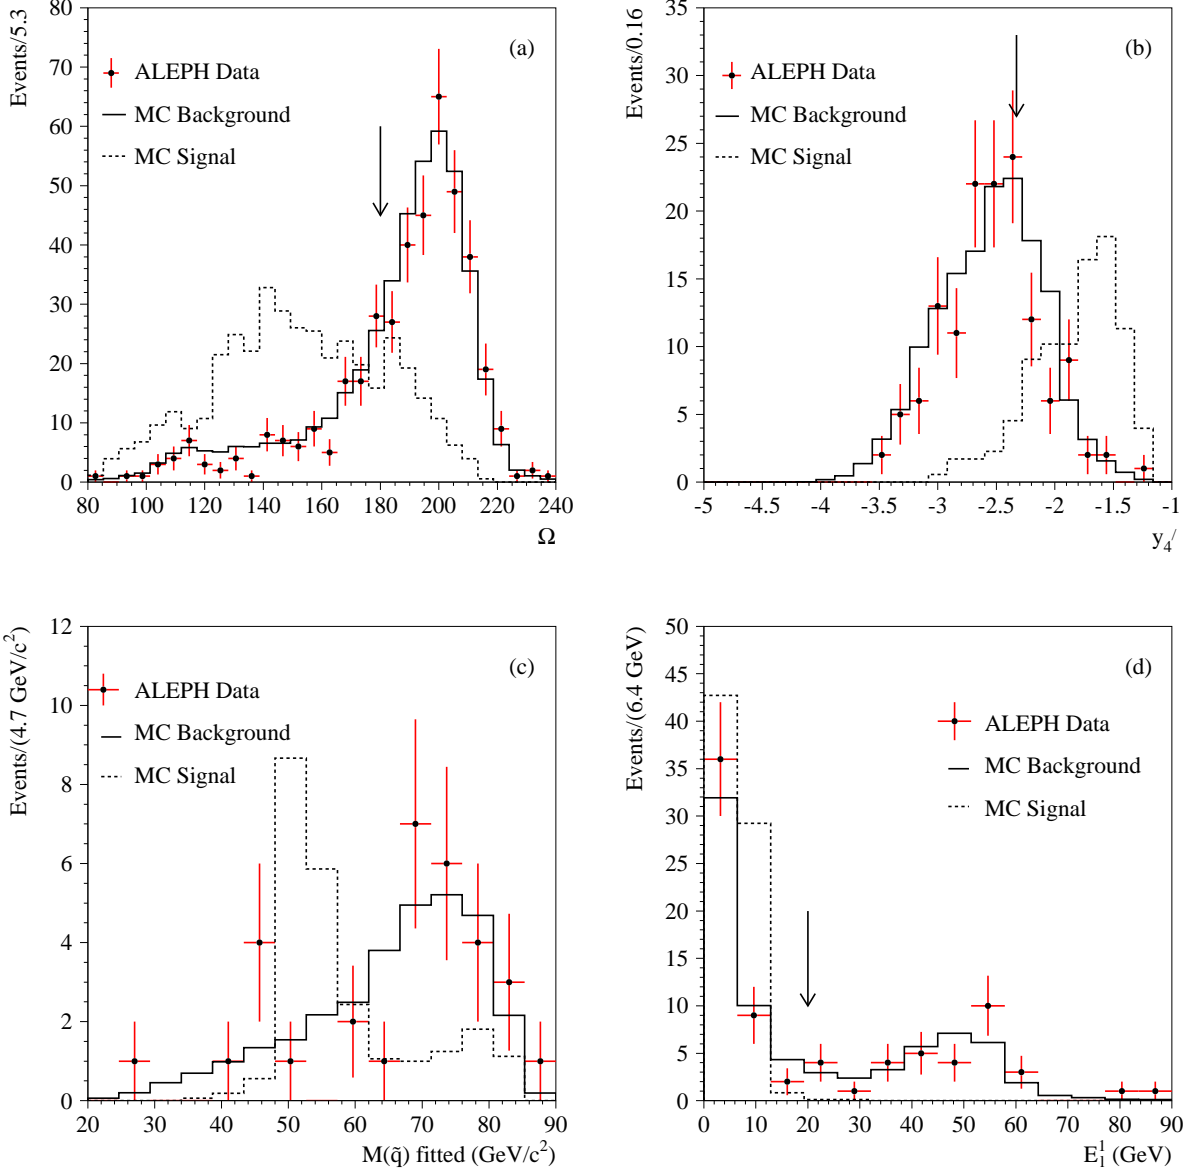 Events/5.3
80
70
60
50
40
30
20
10
0
80 100 120 140 160 180 200 220 240
Ω
(a)
ALEPH Data
MC Background
MC Signal
Events/0.16
35
30
25
20
15
10
5
0
-5 -4.5 -4 -3.5 -3 -2.5 -2 -1.5 -1
y4/
(b)
ALEPH Data
MC Background
MC Signal
Events/(4.7 GeV/c²)
12
10
8
6
4
2
0
20 30 40 50 60 70 80 90
M(q̃) fitted (GeV/c²)
(c)
ALEPH Data
MC Background
MC Signal
Events/(6.4 GeV)
50
45
40
35
30
25
20
15
10
5
0
0 10 20 30 40 50 60 70 80 90
E₁¹ (GeV)
(d)
ALEPH Data
MC Background
MC Signal